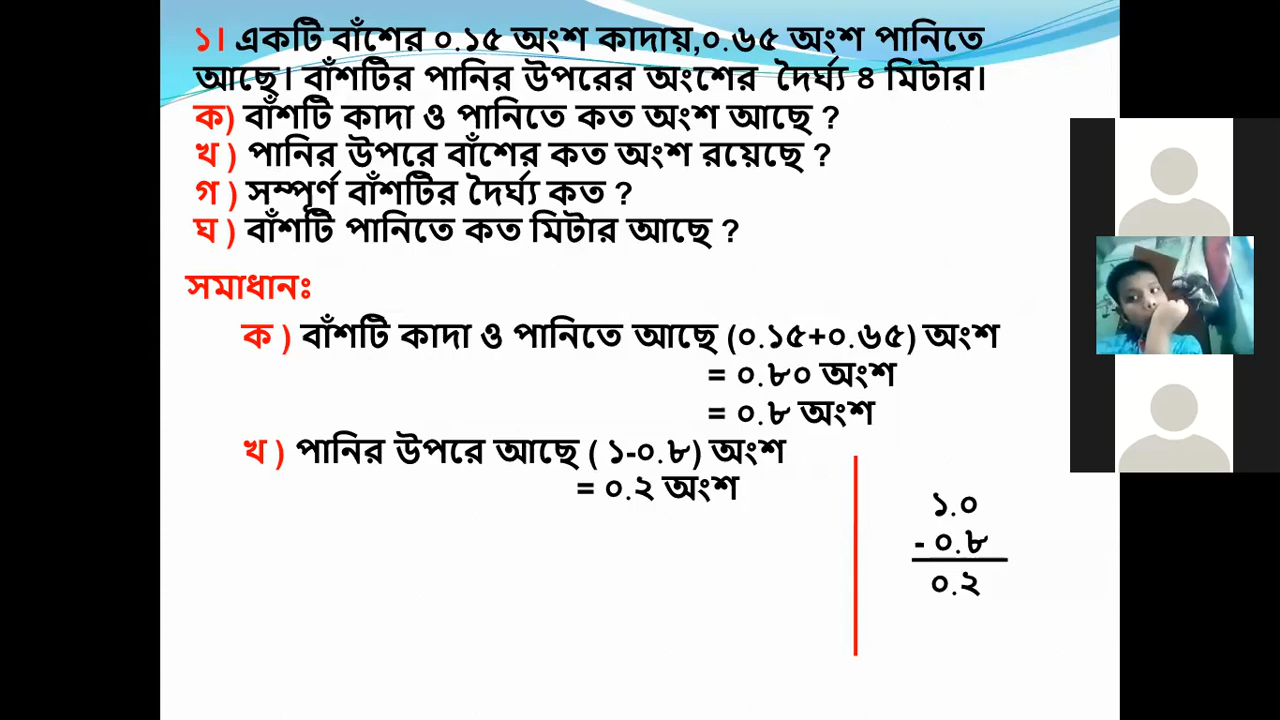 ১। একটি বাঁশের ০.১৫ অংশ কাদায়,০.৬৫ অংশ পানিতে
আছে। বাঁশটির পানির উপরের অংশের দৈর্ঘ্য ৪ মিটার।
ক) বাঁশটি কাদা ও পানিতে কত অংশ আছে ?
খ ) পানির উপরে বাঁশের কত অংশ রয়েছে ?
গ ) সম্পূর্ণ বাঁশটির দৈর্ঘ্য কত ?
ঘ ) বাঁশটি পানিতে কত মিটার আছে ?
সমাধানঃ
ক ) বাঁশটি কাদা ও পানিতে আছে (০.১৫+০.৬৫) অংশ
= ০.৮০ অংশ
= ০.৮ অংশ
খ ) পানির উপরে আছে ( ১-০.৮) অংশ
= ০.২ অংশ
১.০
- ০.৮
০.২